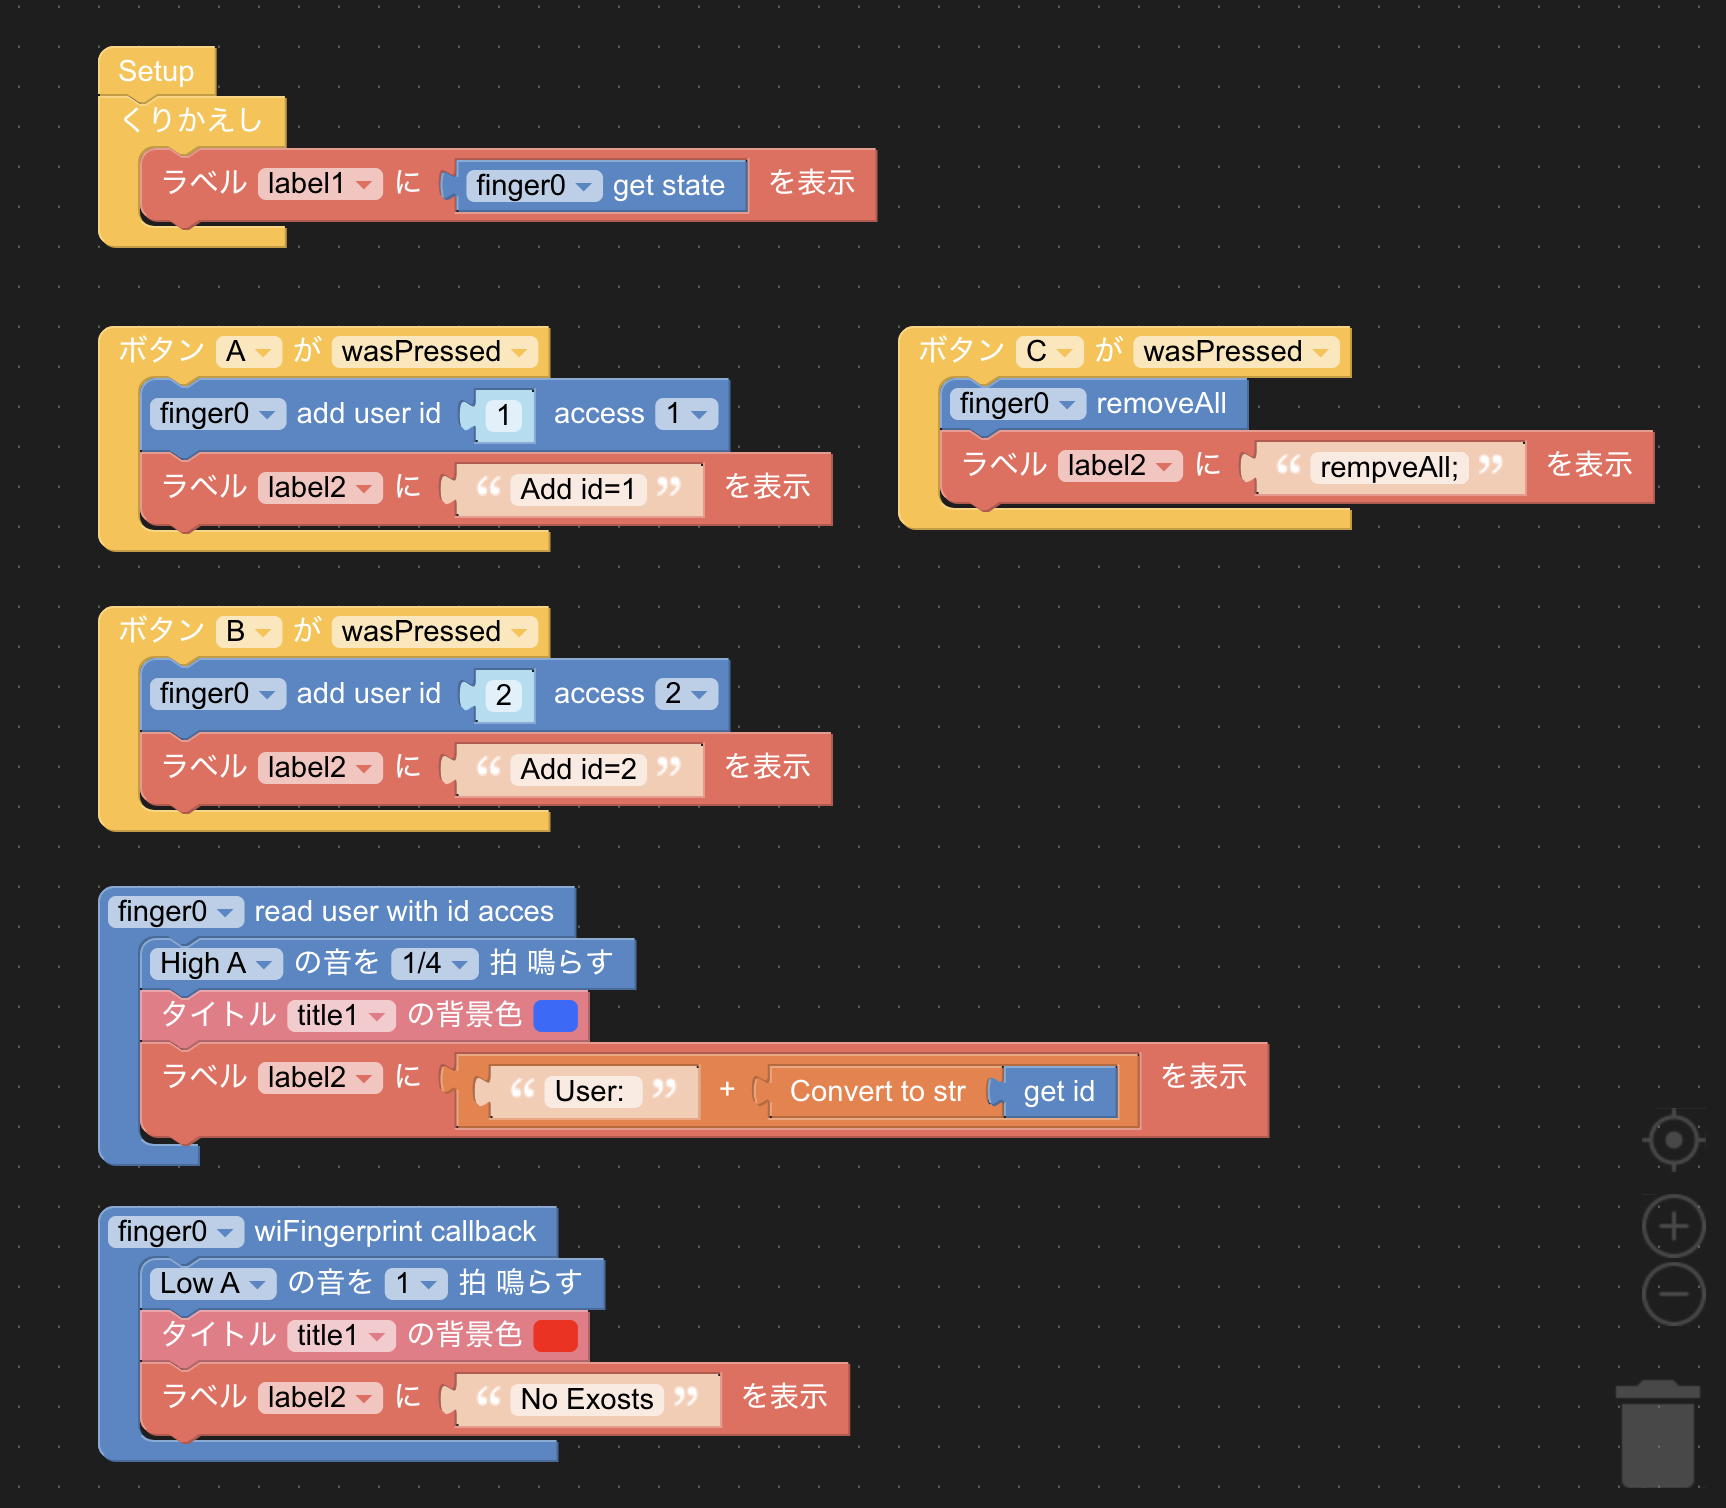 Setup
くりかえし
ラベル label1 に finger0 get state を表示
ボタン A が wasPressed
finger0 add user id 1 access 1
ラベル label2 に “ Add id=1 ” を表示
ボタン C が wasPressed
finger0 removeAll
ラベル label2 に “ rempveAll; ” を表示
ボタン B が wasPressed
finger0 add user id 2 access 2
ラベル label2 に “ Add id=2 ” を表示
finger0 read user with id acces
High A の音を 1/4 拍 鳴らす
タイトル title1 の背景色
ラベル label2 に “ User: ” + Convert to str get id を表示
finger0 wiFingerprint callback
Low A の音を 1 拍 鳴らす
タイトル title1 の背景色
ラベル label2 に “ No Exosts ” を表示